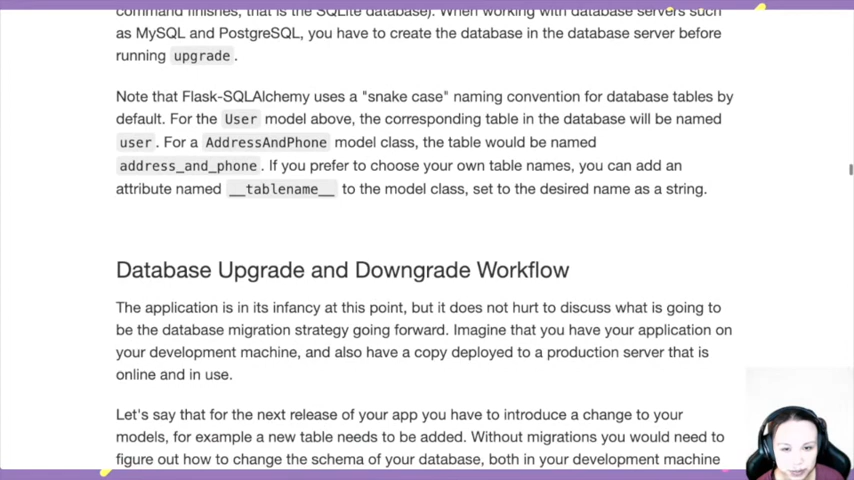 command finishes, that is the SQLite database). When working with database servers such
as MySQL and PostgreSQL, you have to create the database in the database server before
running upgrade.
Note that Flask-SQLAlchemy uses a "snake case" naming convention for database tables by
default. For the User model above, the corresponding table in the database will be named
user. For a AddressAndPhone model class, the table would be named
address_and_phone. If you prefer to choose your own table names, you can add an
attribute named __tablename__ to the model class, set to the desired name as a string.
Database Upgrade and Downgrade Workflow
The application is in its infancy at this point, but it does not hurt to discuss what is going to
be the database migration strategy going forward. Imagine that you have your application on
your development machine, and also have a copy deployed to a production server that is
online and in use.
Let's say that for the next release of your app you have to introduce a change to your
models, for example a new table needs to be added. Without migrations you would need to
figure out how to change the schema of your database, both in your development machine